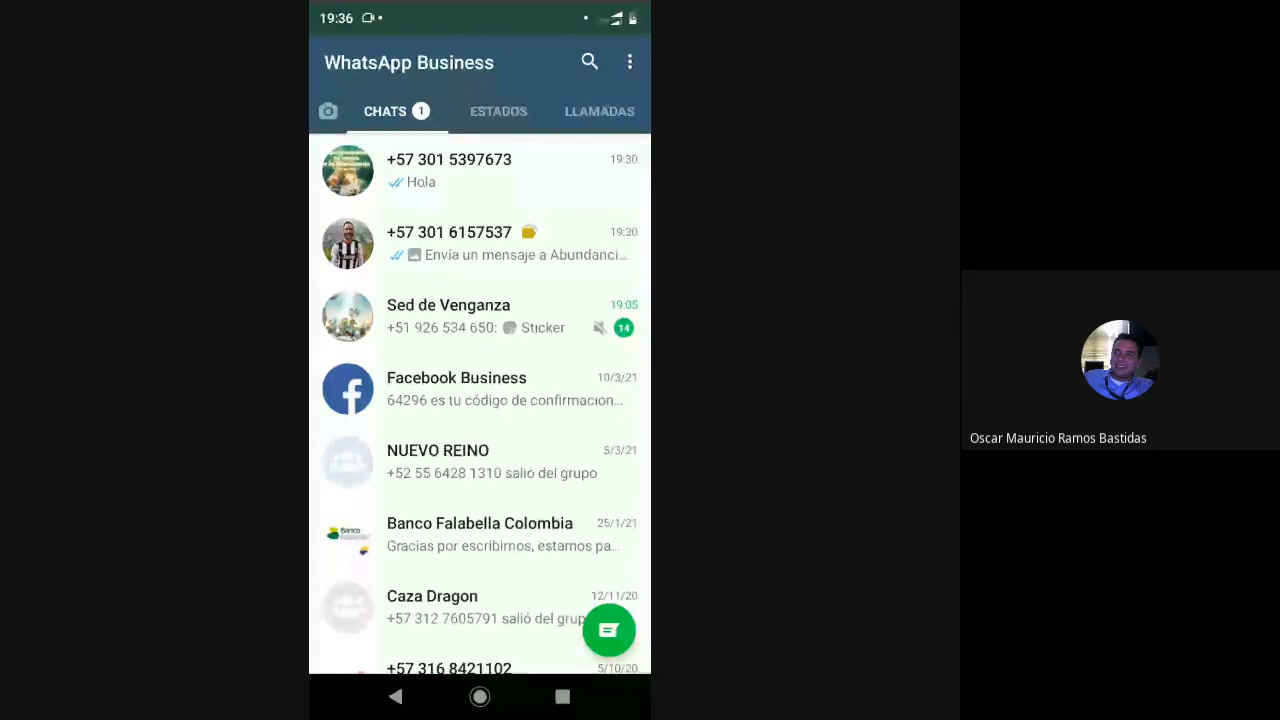 19:36
WhatsApp Business
CHATS 1 ESTADOS LLAMADAS
+57 301 5397673 19:30
Hola
+57 301 6157537 19:30
Envía un mensaje a Abundanci...
Sed de Venganza 19:05
+51 926 534 650: Sticker 14
Facebook Business 10/3/21
64296 es tu código de confirmación...
NUEVO REINO 5/3/21
+52 55 6428 1310 salió del grupo
Banco Falabella Colombia 25/1/21
Gracias por escribirnos, estamos pa...
Caza Dragon 12/11/20
+57 312 7605791 salió del grup
+57 316 8421102 5/10/20
Oscar Mauricio Ramos Bastidas